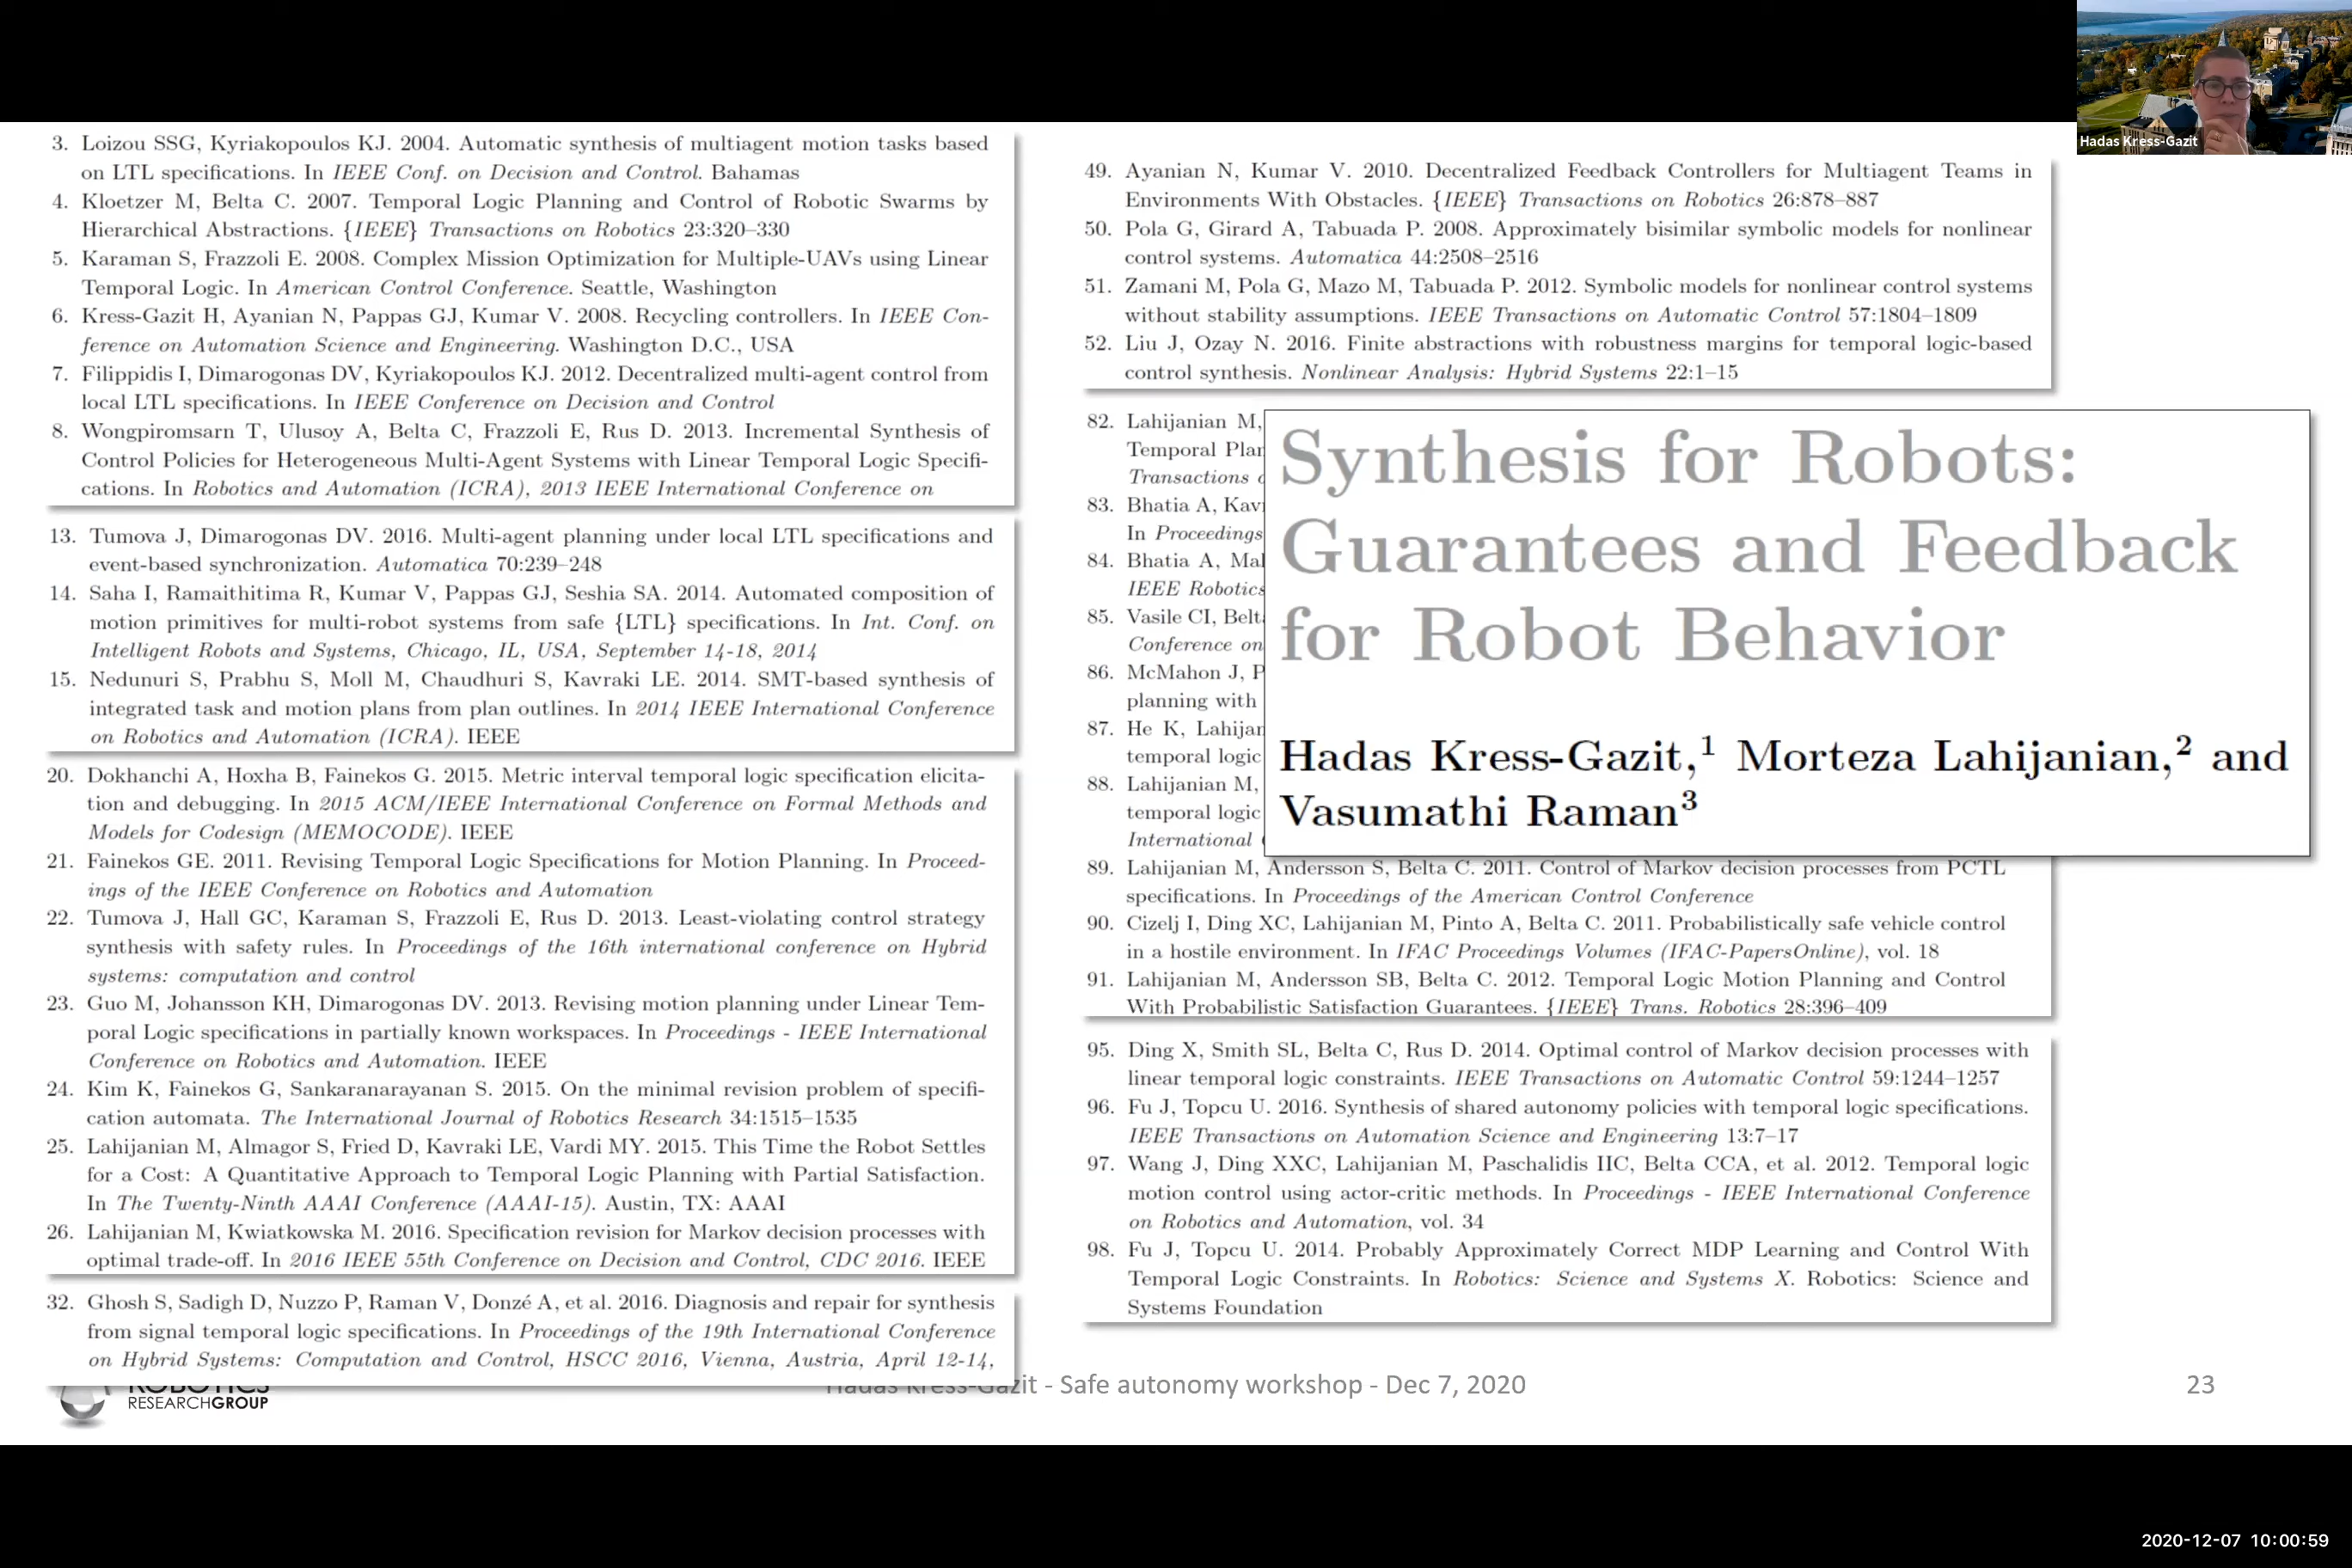 Hadas Kress-Gazit
3. Loizou SSG, Kyriakopoulos KJ. 2004. Automatic synthesis of multiagent motion tasks based
on LTL specifications. In IEEE Conf. on Decision and Control. Bahamas
4. Kloetzer M, Belta C. 2007. Temporal Logic Planning and Control of Robotic Swarms by
Hierarchical Abstractions. {IEEE} Transactions on Robotics 23:320–330
5. Karaman S, Frazzoli E. 2008. Complex Mission Optimization for Multiple-UAVs using Linear
Temporal Logic. In American Control Conference. Seattle, Washington
6. Kress-Gazit H, Ayanian N, Pappas GJ, Kumar V. 2008. Recycling controllers. In IEEE Con-
ference on Automation Science and Engineering. Washington D.C., USA
7. Filippidis I, Dimarogonas DV, Kyriakopoulos KJ. 2012. Decentralized multi-agent control from
local LTL specifications. In IEEE Conference on Decision and Control
8. Wongpiromsarn T, Ulusoy A, Belta C, Frazzoli E, Rus D. 2013. Incremental Synthesis of
Control Policies for Heterogeneous Multi-Agent Systems with Linear Temporal Logic Specifi-
cations. In Robotics and Automation (ICRA), 2013 IEEE International Conference on
13. Tumova J, Dimarogonas DV. 2016. Multi-agent planning under local LTL specifications and
event-based synchronization. Automatica 70:239–248
14. Saha I, Ramaithitima R, Kumar V, Pappas GJ, Seshia SA. 2014. Automated composition of
motion primitives for multi-robot systems from safe {LTL} specifications. In Int. Conf. on
Intelligent Robots and Systems, Chicago, IL, USA, September 14-18, 2014
15. Nedunuri S, Prabhu S, Moll M, Chaudhuri S, Kavraki LE. 2014. SMT-based synthesis of
integrated task and motion plans from plan outlines. In 2014 IEEE International Conference
on Robotics and Automation (ICRA). IEEE
20. Dokhanchi A, Hoxha B, Fainekos G. 2015. Metric interval temporal logic specification elicita-
tion and debugging. In 2015 ACM/IEEE International Conference on Formal Methods and
Models for Codesign (MEMOCODE). IEEE
21. Fainekos GE. 2011. Revising Temporal Logic Specifications for Motion Planning. In Proceed-
ings of the IEEE Conference on Robotics and Automation
22. Tumova J, Hall GC, Karaman S, Frazzoli E, Rus D. 2013. Least-violating control strategy
synthesis with safety rules. In Proceedings of the 16th international conference on Hybrid
systems: computation and control
23. Guo M, Johansson KH, Dimarogonas DV. 2013. Revising motion planning under Linear Tem-
poral Logic specifications in partially known workspaces. In Proceedings - IEEE International
Conference on Robotics and Automation. IEEE
24. Kim K, Fainekos G, Sankaranarayanan S. 2015. On the minimal revision problem of specifi-
cation automata. The International Journal of Robotics Research 34:1515–1535
25. Lahijanian M, Almagor S, Fried D, Kavraki LE, Vardi MY. 2015. This Time the Robot Settles
for a Cost: A Quantitative Approach to Temporal Logic Planning with Partial Satisfaction.
In The Twenty-Ninth AAAI Conference (AAAI-15). Austin, TX: AAAI
26. Lahijanian M, Kwiatkowska M. 2016. Specification revision for Markov decision processes with
optimal trade-off. In 2016 IEEE 55th Conference on Decision and Control, CDC 2016. IEEE
32. Ghosh S, Sadigh D, Nuzzo P, Raman V, Donzé A, et al. 2016. Diagnosis and repair for synthesis
from signal temporal logic specifications. In Proceedings of the 19th International Conference
on Hybrid Systems: Computation and Control, HSCC 2016, Vienna, Austria, April 12-14,
49. Ayanian N, Kumar V. 2010. Decentralized Feedback Controllers for Multiagent Teams in
Environments With Obstacles. {IEEE} Transactions on Robotics 26:878–887
50. Pola G, Girard A, Tabuada P. 2008. Approximately bisimilar symbolic models for nonlinear
control systems. Automatica 44:2508–2516
51. Zamani M, Pola G, Mazo M, Tabuada P. 2012. Symbolic models for nonlinear control systems
without stability assumptions. IEEE Transactions on Automatic Control 57:1804–1809
52. Liu J, Ozay N. 2016. Finite abstractions with robustness margins for temporal logic-based
control synthesis. Nonlinear Analysis: Hybrid Systems 22:1–15
82. Lahijanian M,
Temporal Plan
Transactions
83. Bhatia A, Kav
In Proceedings
84. Bhatia A, Mal
IEEE Robotics
85. Vasile CI, Belt
Conference on
86. McMahon J, P
planning with
87. He K, Lahijan
temporal logic
88. Lahijanian M,
temporal logic
International
Synthesis for Robots:
Guarantees and Feedback
for Robot Behavior
Hadas Kress-Gazit,1 Morteza Lahijanian,2 and
Vasumathi Raman3
89. Lahijanian M, Andersson S, Belta C. 2011. Control of Markov decision processes from PCTL
specifications. In Proceedings of the American Control Conference
90. Cizelj I, Ding XC, Lahijanian M, Pinto A, Belta C. 2011. Probabilistically safe vehicle control
in a hostile environment. In IFAC Proceedings Volumes (IFAC-PapersOnline), vol. 18
91. Lahijanian M, Andersson SB, Belta C. 2012. Temporal Logic Motion Planning and Control
With Probabilistic Satisfaction Guarantees. {IEEE} Trans. Robotics 28:396–409
95. Ding X, Smith SL, Belta C, Rus D. 2014. Optimal control of Markov decision processes with
linear temporal logic constraints. IEEE Transactions on Automatic Control 59:1244–1257
96. Fu J, Topcu U. 2016. Synthesis of shared autonomy policies with temporal logic specifications.
IEEE Transactions on Automation Science and Engineering 13:7–17
97. Wang J, Ding XXC, Lahijanian M, Paschalidis IIC, Belta CCA, et al. 2012. Temporal logic
motion control using actor-critic methods. In Proceedings - IEEE International Conference
on Robotics and Automation, vol. 34
98. Fu J, Topcu U. 2014. Probably Approximately Correct MDP Learning and Control With
Temporal Logic Constraints. In Robotics: Science and Systems X. Robotics: Science and
Systems Foundation
ROBOTICS
RESEARCHGROUP
Hadas Kress-Gazit - Safe autonomy workshop - Dec 7, 2020
23
2020-12-07 10:00:59